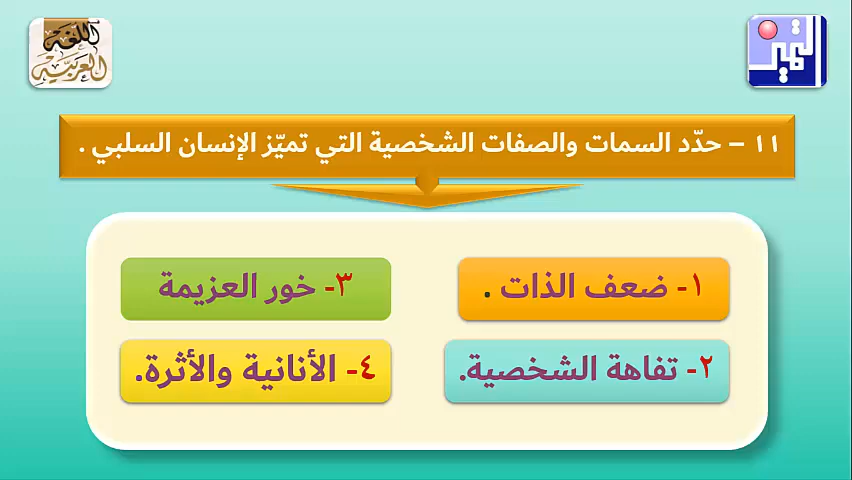 اللغة العربية
التميز
١١ – حدّد السمات والصفات الشخصية التي تميّز الإنسان السلبي .
١- ضعف الذات .
٢- تفاهة الشخصية.
٣- خور العزيمة
٤- الأنانية والأثرة.